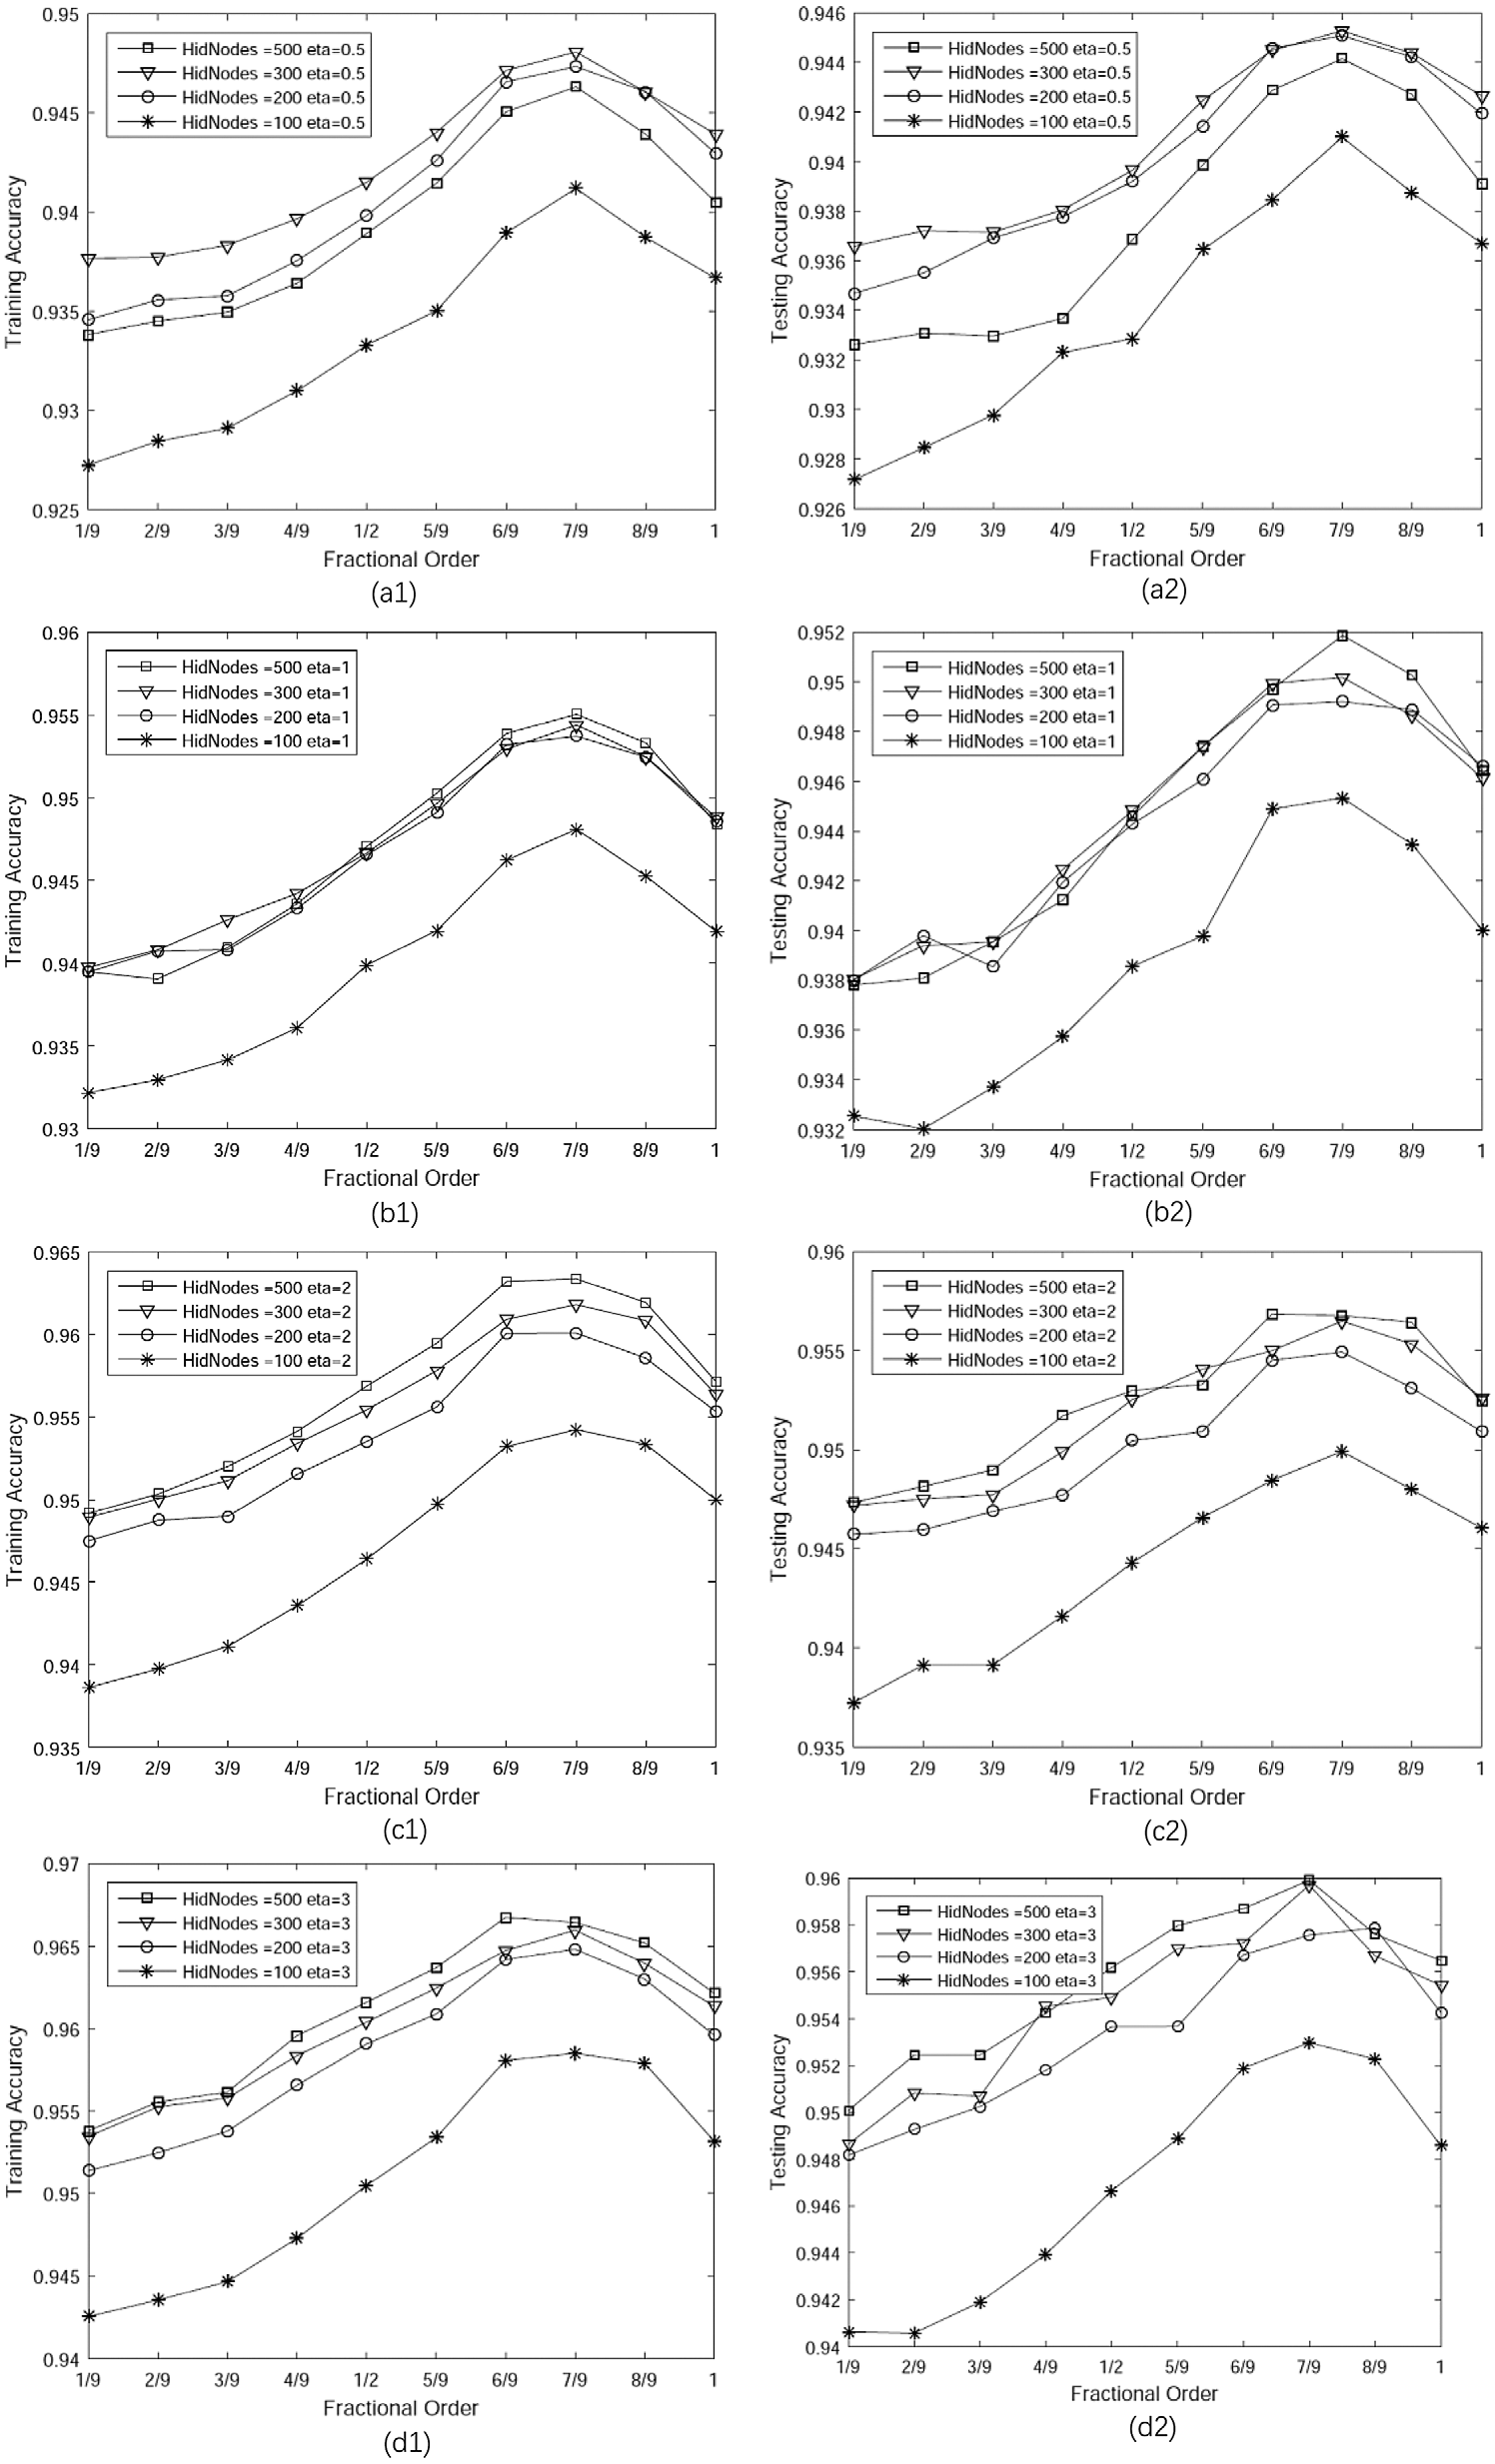 0.95
0.945
0.94
0.935
0.93
0.925
Training Accuracy
HidNodes =500 eta=0.5
HidNodes =300 eta=0.5
HidNodes =200 eta=0.5
HidNodes =100 eta=0.5
1/9 2/9 3/9 4/9 1/2 5/9 6/9 7/9 8/9 1
Fractional Order
(a1)
0.946
0.944
0.942
0.94
0.938
0.936
0.934
0.932
0.93
0.928
0.926
Testing Accuracy
HidNodes =500 eta=0.5
HidNodes =300 eta=0.5
HidNodes =200 eta=0.5
HidNodes =100 eta=0.5
1/9 2/9 3/9 4/9 1/2 5/9 6/9 7/9 8/9 1
Fractional Order
(a2)
0.96
0.955
0.95
0.945
0.94
0.935
0.93
Training Accuracy
HidNodes =500 eta=1
HidNodes =300 eta=1
HidNodes =200 eta=1
HidNodes =100 eta=1
1/9 2/9 3/9 4/9 1/2 5/9 6/9 7/9 8/9 1
Fractional Order
(b1)
0.952
0.95
0.948
0.946
0.944
0.942
0.94
0.938
0.936
0.934
0.932
Testing Accuracy
HidNodes =500 eta=1
HidNodes =300 eta=1
HidNodes =200 eta=1
HidNodes =100 eta=1
1/9 2/9 3/9 4/9 1/2 5/9 6/9 7/9 8/9 1
Fractional Order
(b2)
0.965
0.96
0.955
0.95
0.945
0.94
0.935
Training Accuracy
HidNodes =500 eta=2
HidNodes =300 eta=2
HidNodes =200 eta=2
HidNodes =100 eta=2
1/9 2/9 3/9 4/9 1/2 5/9 6/9 7/9 8/9 1
Fractional Order
(c1)
0.96
0.955
0.95
0.945
0.94
0.935
Testing Accuracy
HidNodes =500 eta=2
HidNodes =300 eta=2
HidNodes =200 eta=2
HidNodes =100 eta=2
1/9 2/9 3/9 4/9 1/2 5/9 6/9 7/9 8/9 1
Fractional Order
(c2)
0.97
0.965
0.96
0.955
0.95
0.945
0.94
Training Accuracy
HidNodes =500 eta=3
HidNodes =300 eta=3
HidNodes =200 eta=3
HidNodes =100 eta=3
1/9 2/9 3/9 4/9 1/2 5/9 6/9 7/9 8/9 1
Fractional Order
(d1)
0.96
0.958
0.956
0.954
0.952
0.95
0.948
0.946
0.944
0.942
0.94
Testing Accuracy
HidNodes =500 eta=3
HidNodes =300 eta=3
HidNodes =200 eta=3
HidNodes =100 eta=3
1/9 2/9 3/9 4/9 1/2 5/9 6/9 7/9 8/9 1
Fractional Order
(d2)